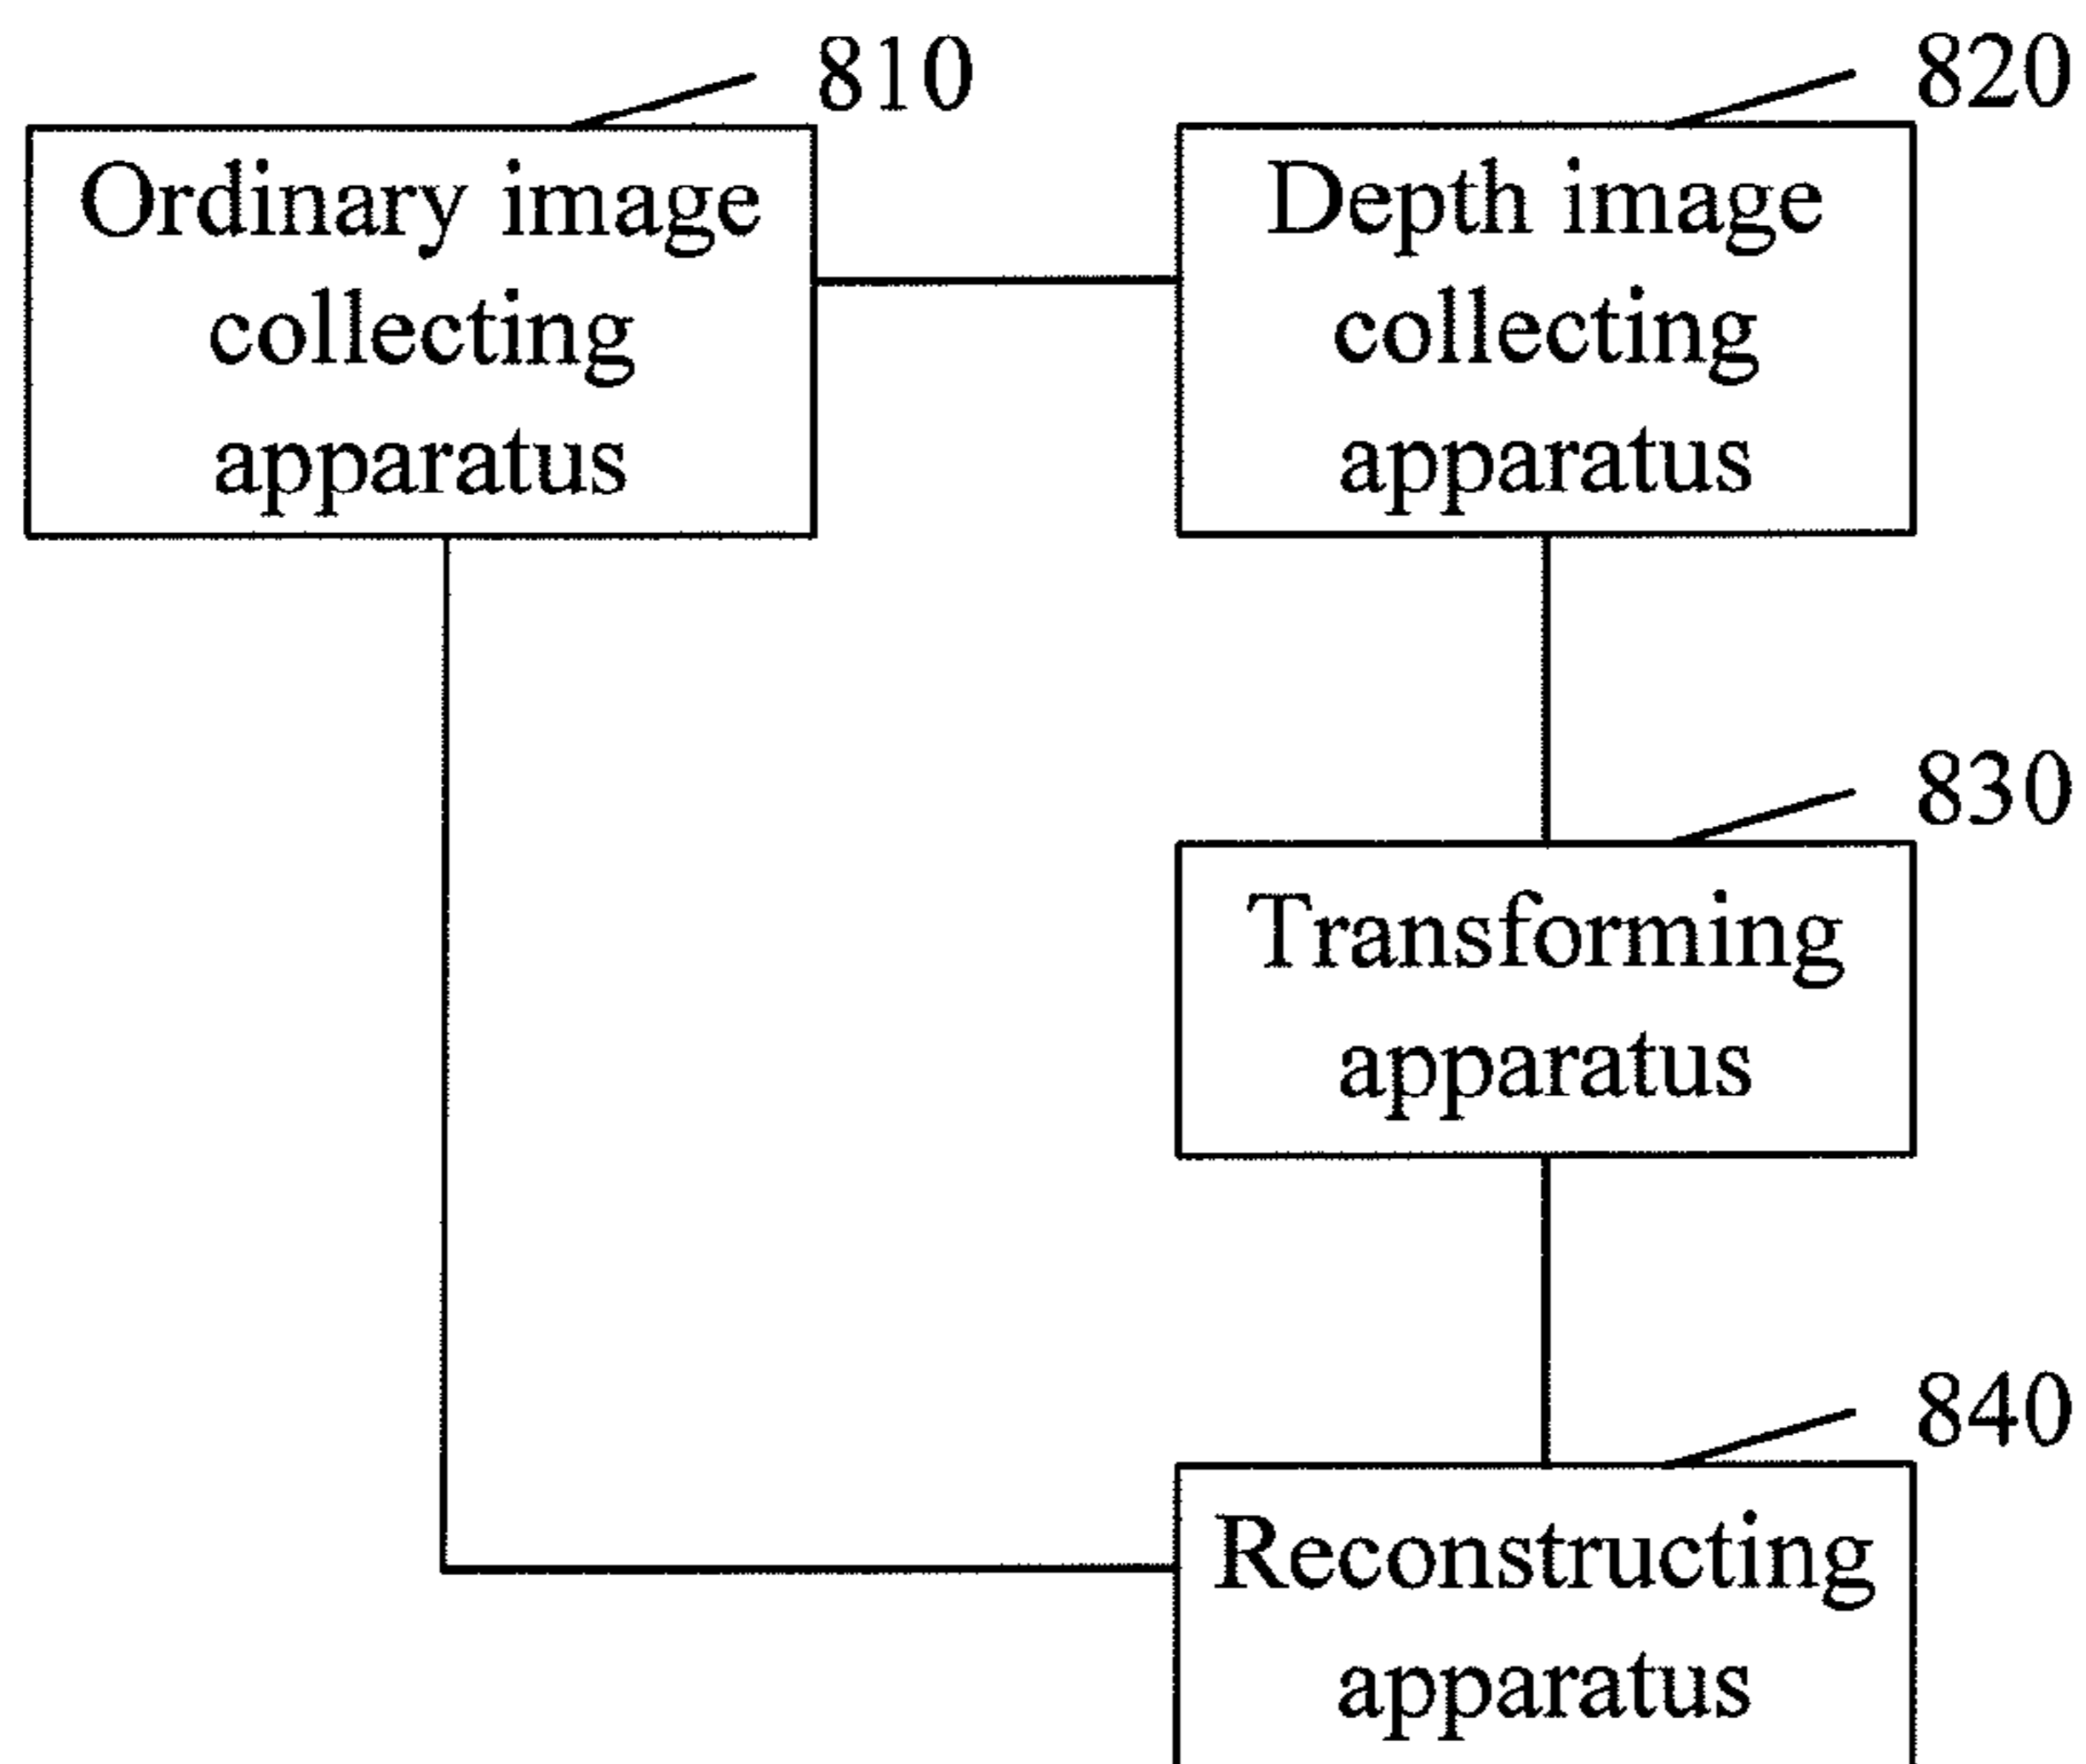 810
820
Ordinary image
collecting
apparatus
Depth image
collecting
apparatus
830
Transforming
apparatus
840
Reconstructing
apparatus